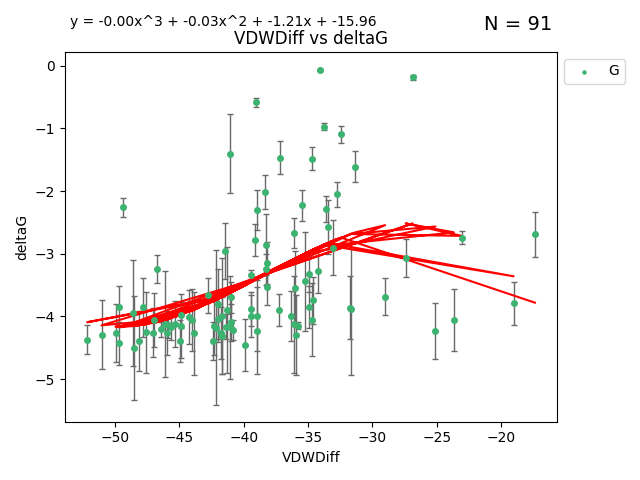 y = -0.00x^3 + -0.03x^2 + -1.21x + -15.96
N = 91
VDWDiff vs deltaG
G
0
−1
−2
−3
−4
−5
deltaG
−50 −45 −40 −35 −30 −25 −20
VDWDiff